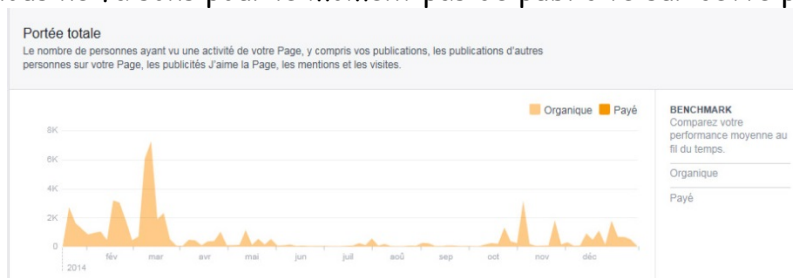 Portée totale
Le nombre de personnes ayant vu une activité de votre Page, y compris vos publications, les publications d'autres
personnes sur votre Page, les publicités J'aime la Page, les mentions et les visites.
Organique Payé
BENCHMARK
Comparez votre
performance moyenne au
fil du temps.
Organique
Payé
8K
6K
4K
2K
0
fév mar avr mai jun juil aoû sep oct nov déc
2014